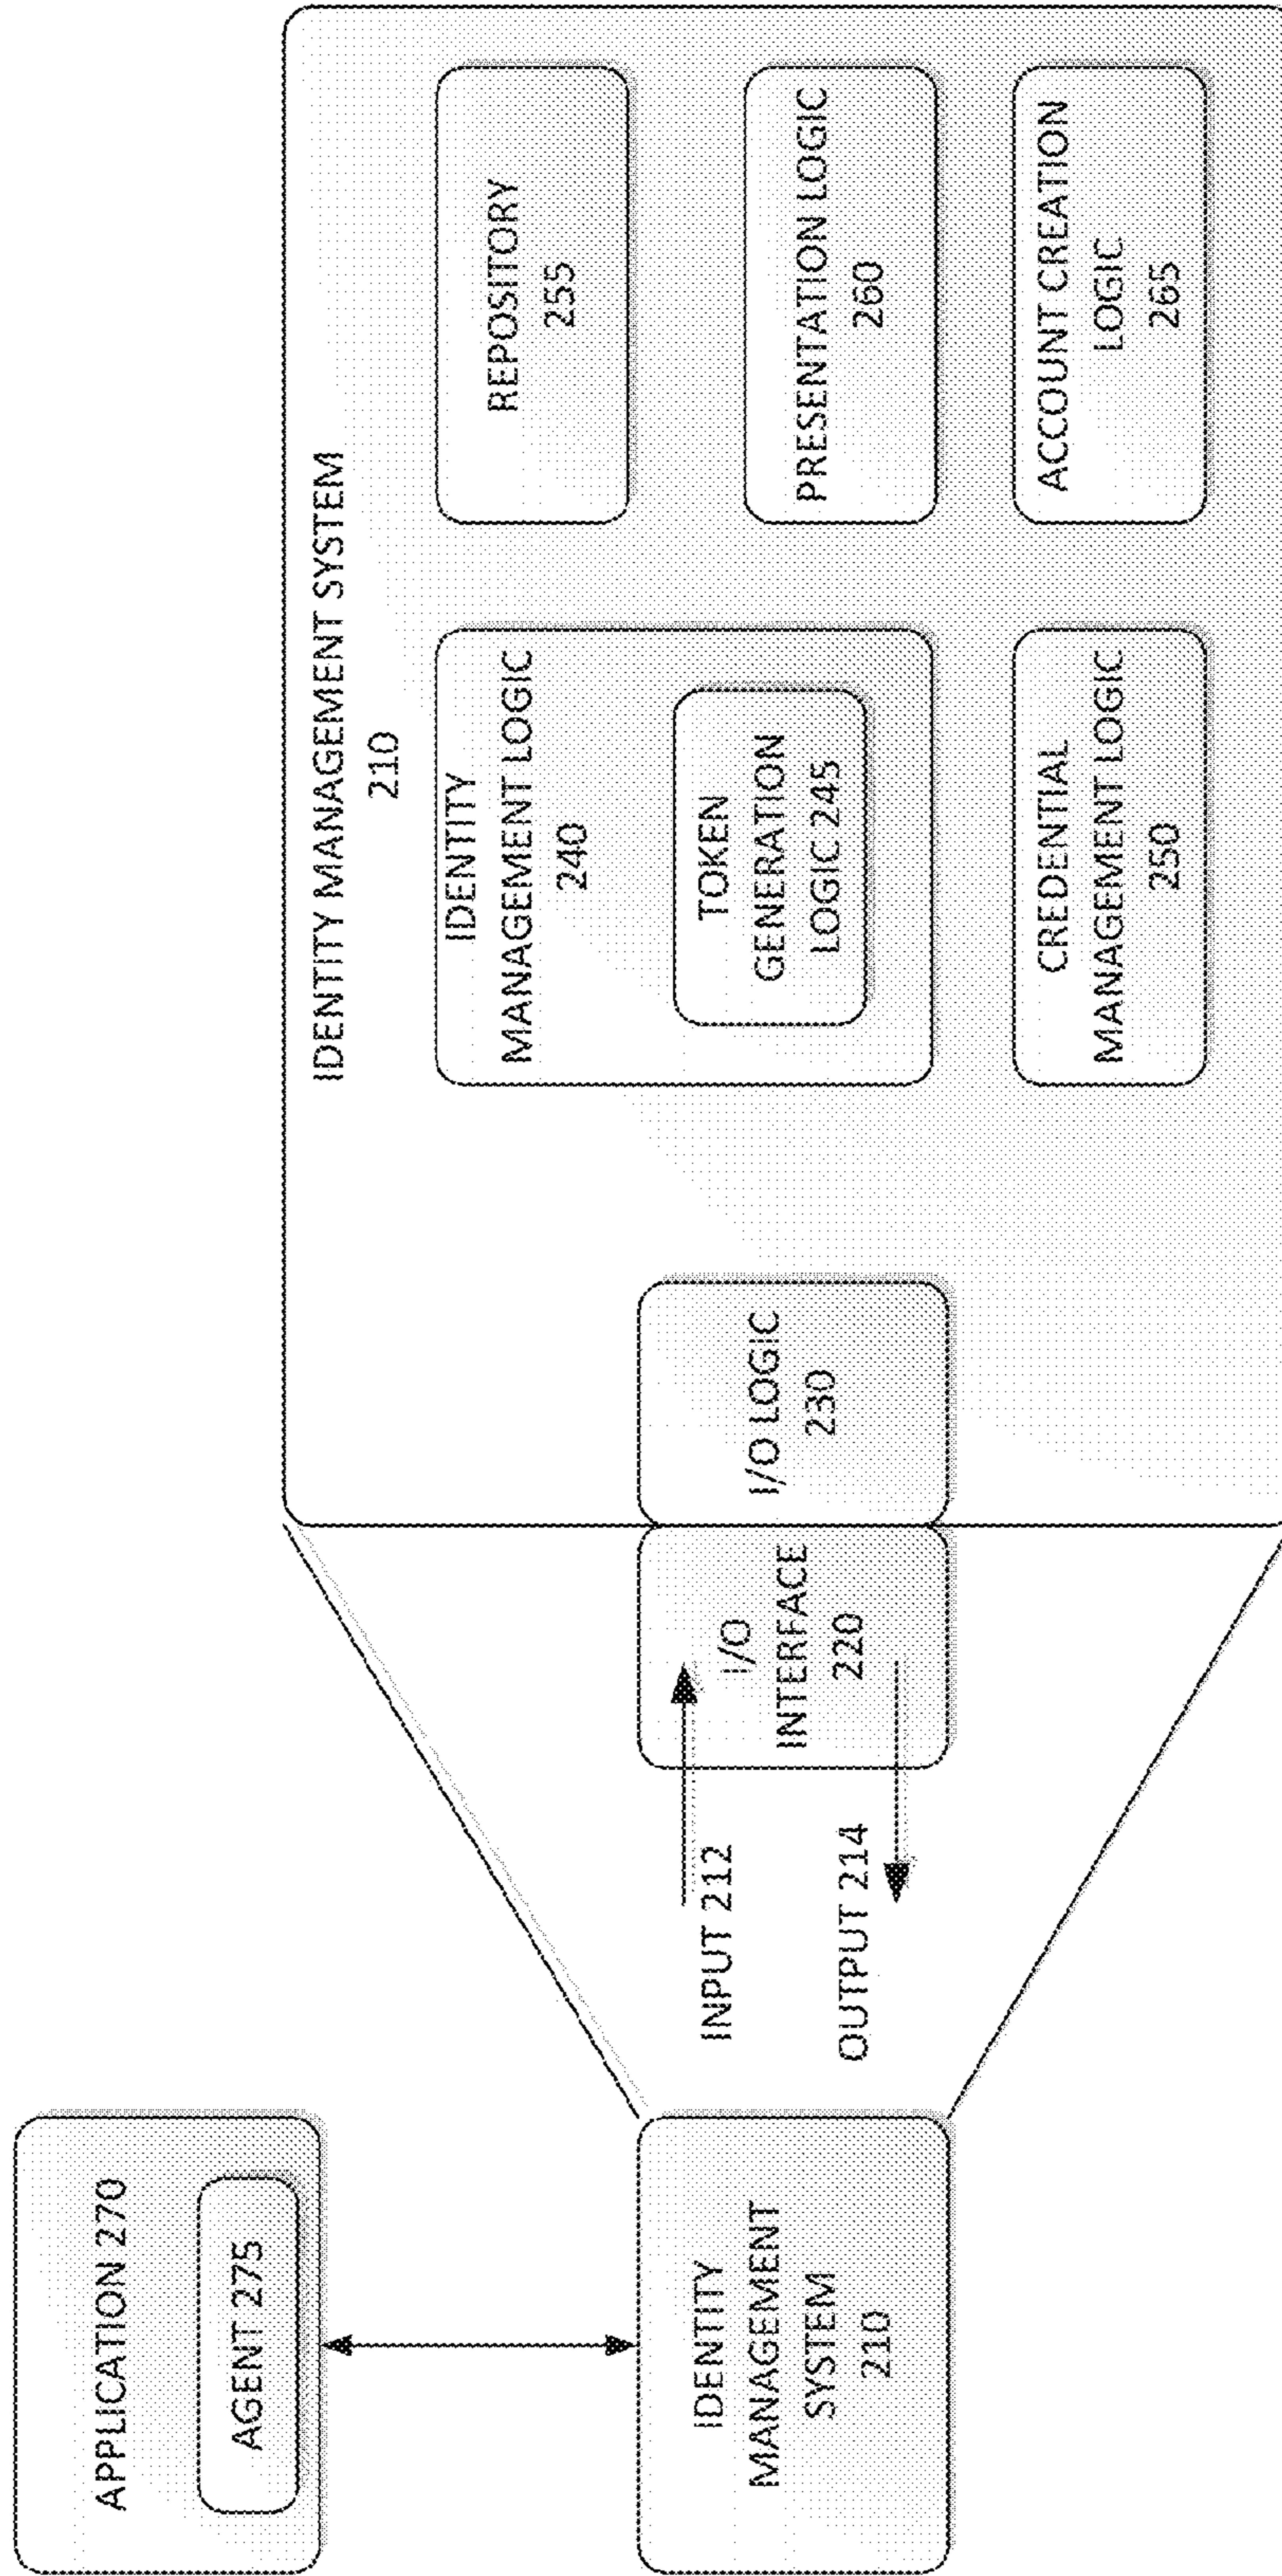 APPLICATION 270
AGENT 275
IDENTITY
MANAGEMENT
SYSTEM
210
INPUT 212
OUTPUT 214
I/O
INTERFACE
220
I/O LOGIC
230
IDENTITY MANAGEMENT SYSTEM
210
IDENTITY
MANAGEMENT LOGIC
240
TOKEN
GENERATION
LOGIC 245
CREDENTIAL
MANAGEMENT LOGIC
250
REPOSITORY
255
PRESENTATION LOGIC
260
ACCOUNT CREATION
LOGIC
265